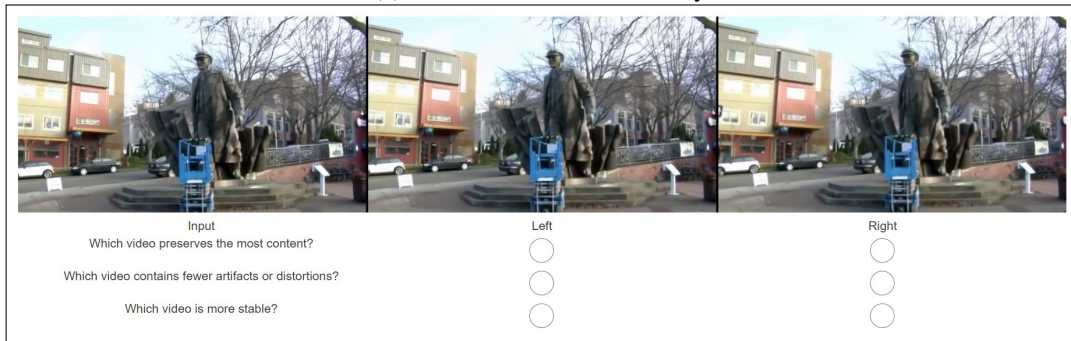 Input Left Right
Which video preserves the most content?
Which video contains fewer artifacts or distortions?
Which video is more stable?